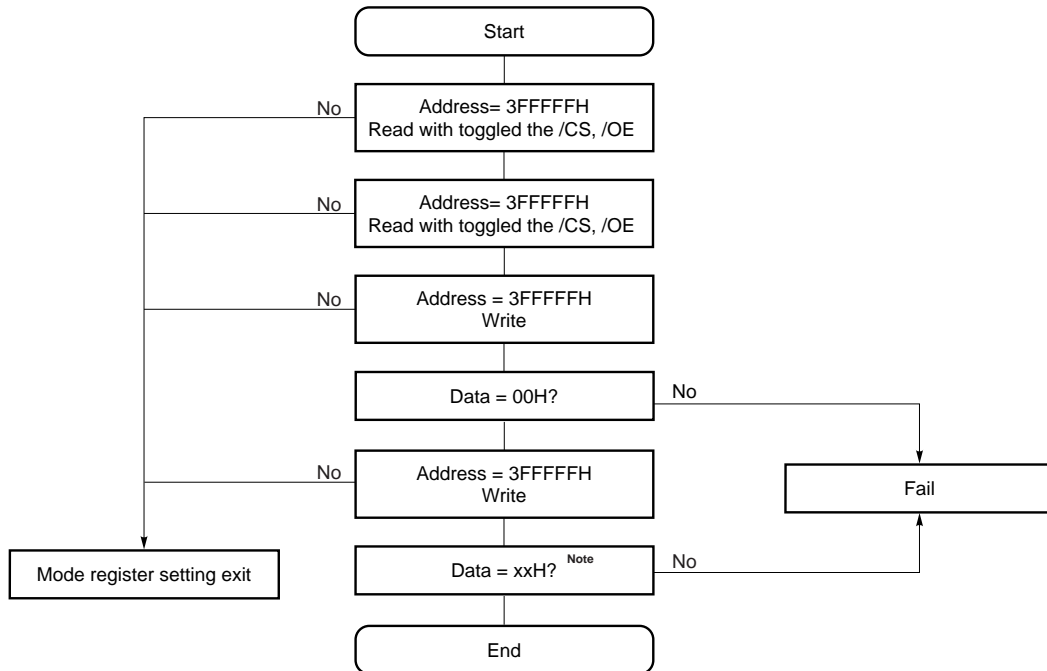 Start
No
Address= 3FFFFFH
Read with toggled the /CS, /OE
No
Address= 3FFFFFH
Read with toggled the /CS, /OE
No
Address = 3FFFFFH
Write
Data = 00H?
No
No
Address = 3FFFFFH
Write
Fail
Mode register setting exit
Data = xxH? Note
No
End